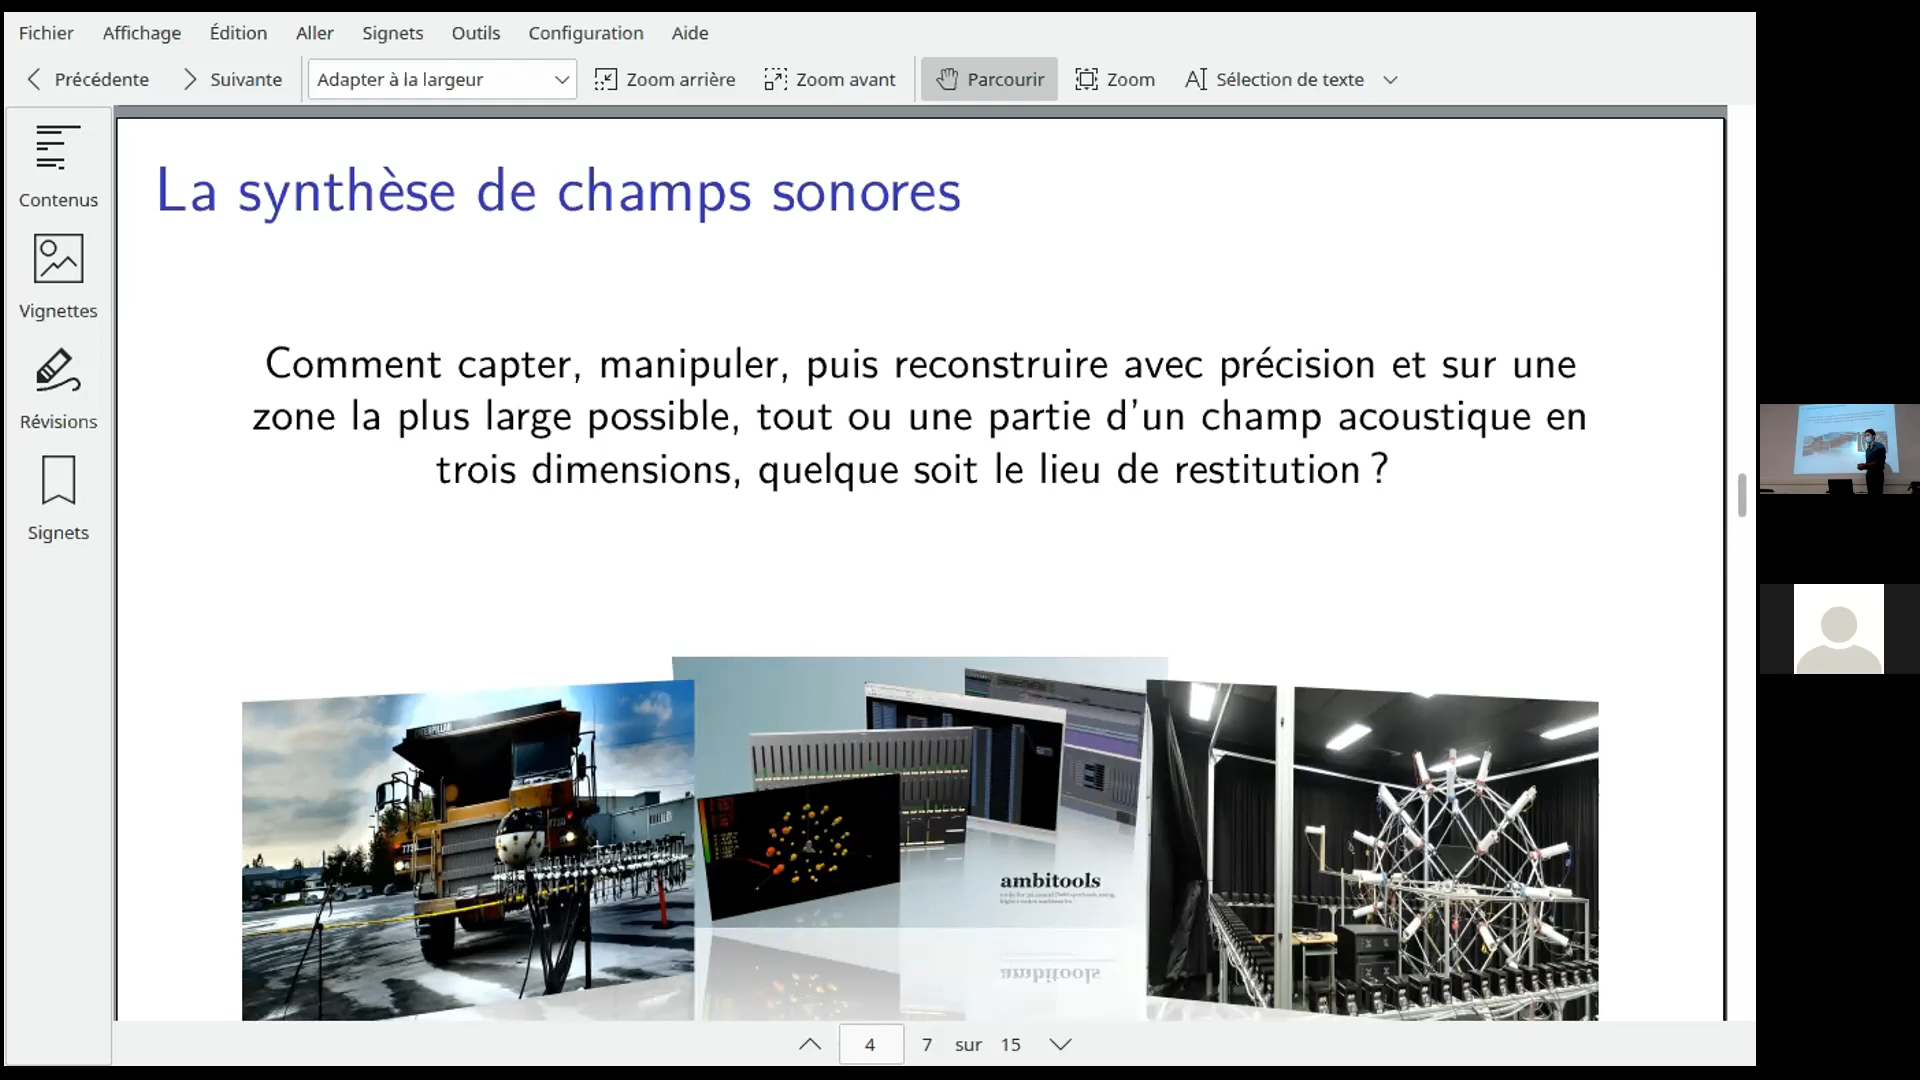 Fichier Affichage Édition Aller Signets Outils Configuration Aide
Précédente Suivante Adapter à la largeur Zoom arrière Zoom avant Parcourir Zoom Sélection de texte
Contenus
Vignettes
Révisions
Signets
La synthèse de champs sonores
Comment capter, manipuler, puis reconstruire avec précision et sur une
zone la plus large possible, tout ou une partie d'un champ acoustique en
trois dimensions, quelque soit le lieu de restitution ?
CATERPILLAR
ambitools
ambitools
4 7 sur 15